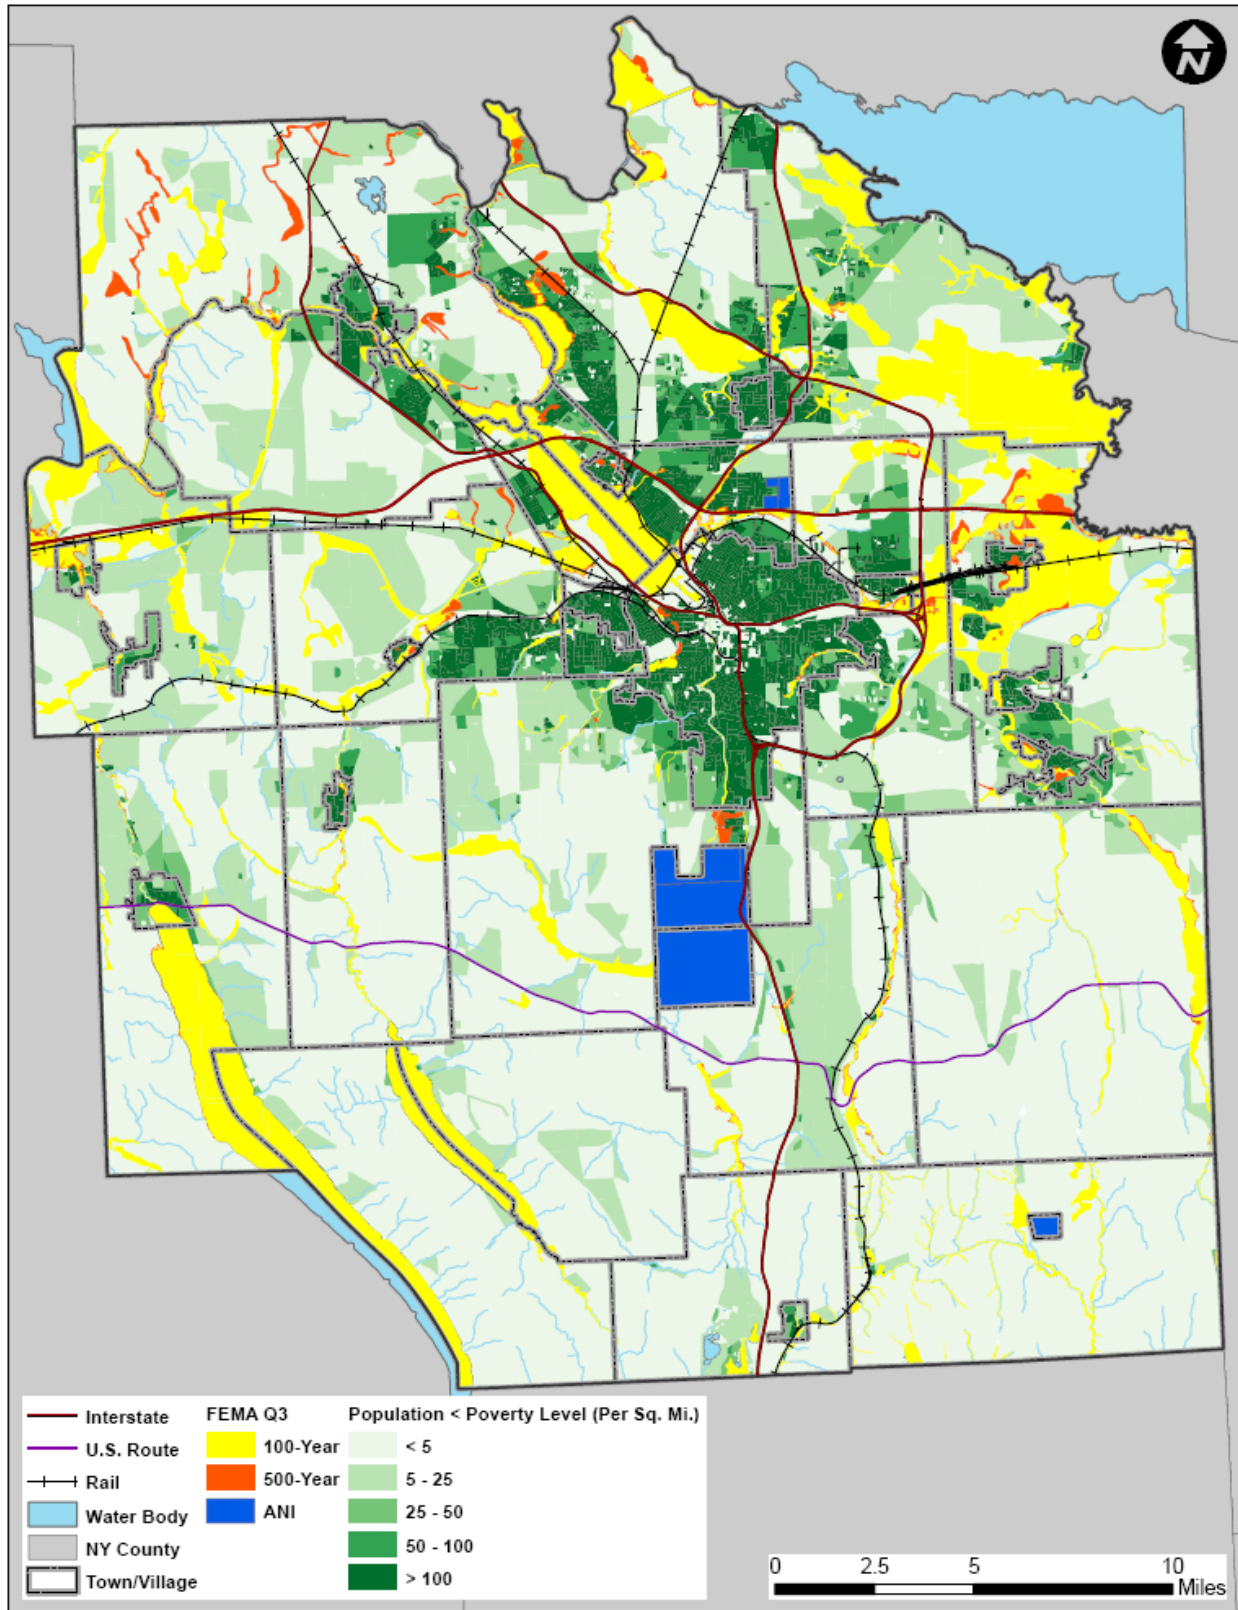 N
Interstate
U.S. Route
Rail
Water Body
NY County
Town/Village
FEMA Q3
100-Year
500-Year
ANI
Population < Poverty Level (Per Sq. Mi.)
< 5
5 - 25
25 - 50
50 - 100
> 100
0 2.5 5 10
Miles